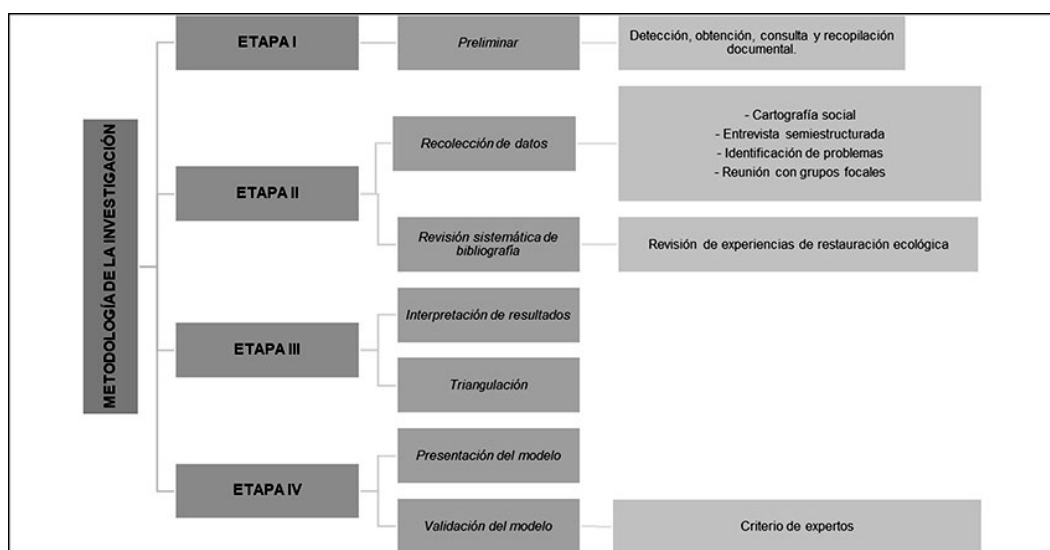 METODOLOGÍA DE LA INVESTIGACIÓN
ETAPA I
Preliminar
Detección, obtención, consulta y recopilación
documental.
ETAPA II
Recolección de datos
- Cartografía social
- Entrevista semiestructurada
- Identificación de problemas
- Reunión con grupos focales
Revisión sistemática de
bibliografía
Revisión de experiencias de restauración ecológica
ETAPA III
Interpretación de resultados
Triangulación
ETAPA IV
Presentación del modelo
Validación del modelo
Criterio de expertos